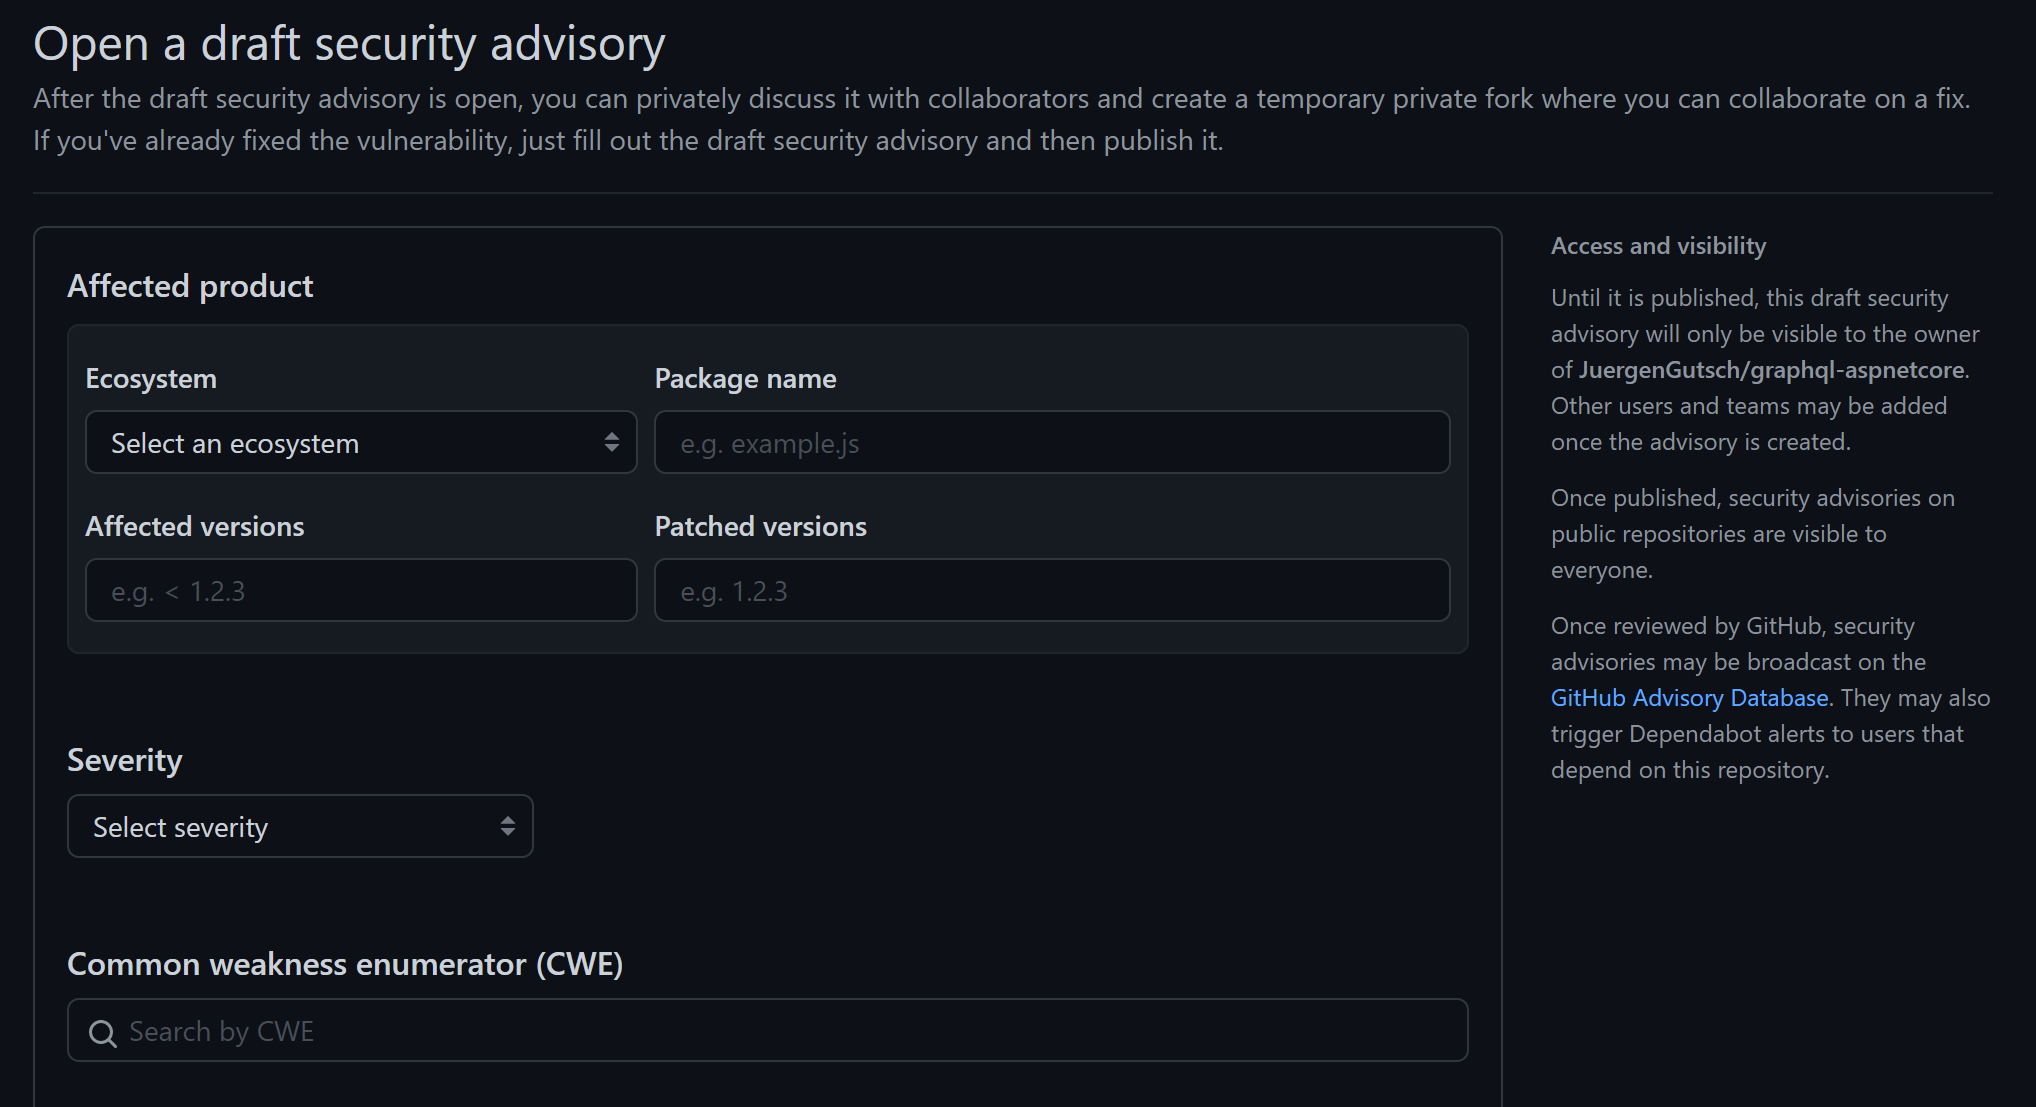 Open a draft security advisory
After the draft security advisory is open, you can privately discuss it with collaborators and create a temporary private fork where you can collaborate on a fix.
If you've already fixed the vulnerability, just fill out the draft security advisory and then publish it.
Affected product
Ecosystem
Package name
Select an ecosystem
e.g. example.js
Affected versions
Patched versions
e.g. < 1.2.3
e.g. 1.2.3
Severity
Select severity
Common weakness enumerator (CWE)
Search by CWE
Access and visibility
Until it is published, this draft security
advisory will only be visible to the owner
of JuergenGutsch/graphql-aspnetcore.
Other users and teams may be added
once the advisory is created.
Once published, security advisories on
public repositories are visible to
everyone.
Once reviewed by GitHub, security
advisories may be broadcast on the
GitHub Advisory Database. They may also
trigger Dependabot alerts to users that
depend on this repository.